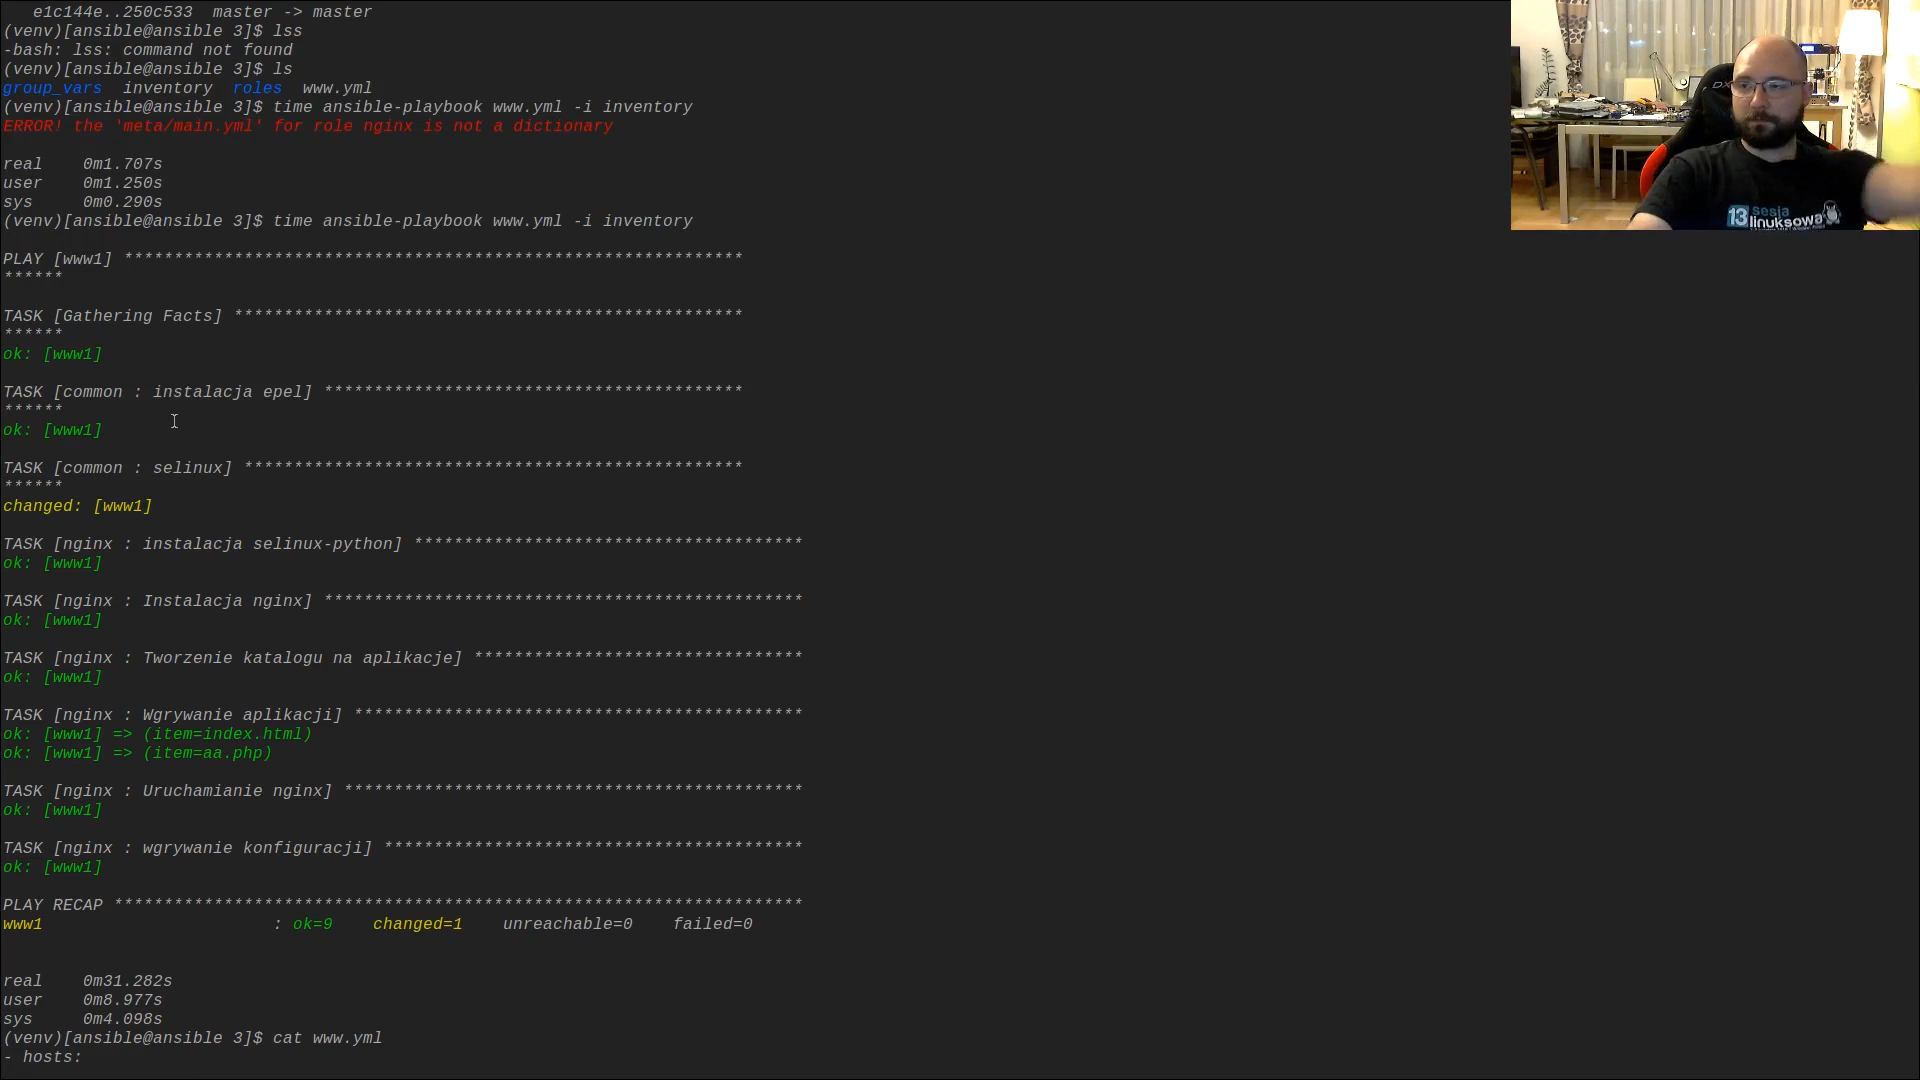 e1c144e..250c533  master -> master
(venv)[ansible@ansible 3]$ lss
-bash: lss: command not found
(venv)[ansible@ansible 3]$ ls
group_vars  inventory  roles  www.yml
(venv)[ansible@ansible 3]$ time ansible-playbook www.yml -i inventory
ERROR! the 'meta/main.yml' for role nginx is not a dictionary
real    0m1.707s
user    0m1.250s
sys     0m0.290s
(venv)[ansible@ansible 3]$ time ansible-playbook www.yml -i inventory
PLAY [www1] **************************************************************
******
TASK [Gathering Facts] ***************************************************
******
ok: [www1]
TASK [common : instalacja epel] ******************************************
******
ok: [www1]
TASK [common : selinux] **************************************************
******
changed: [www1]
TASK [nginx : instalacja selinux-python] ***************************************
ok: [www1]
TASK [nginx : Instalacja nginx] ************************************************
ok: [www1]
TASK [nginx : Tworzenie katalogu na aplikacje] *********************************
ok: [www1]
TASK [nginx : Wgrywanie aplikacji] *********************************************
ok: [www1] => (item=index.html)
ok: [www1] => (item=aa.php)
TASK [nginx : Uruchamianie nginx] **********************************************
ok: [www1]
TASK [nginx : wgrywanie konfiguracji] ******************************************
ok: [www1]
PLAY RECAP *********************************************************************
www1                       : ok=9    changed=1    unreachable=0    failed=0
real    0m31.282s
user    0m8.977s
sys     0m4.098s
(venv)[ansible@ansible 3]$ cat www.yml
- hosts:
13 sesja
linuksowa